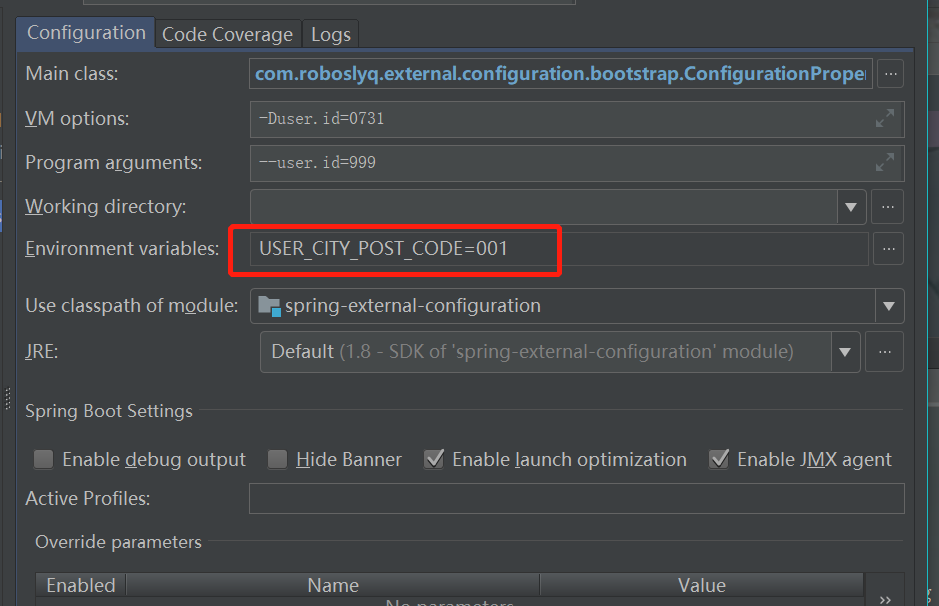 Configuration Code Coverage Logs
Main class: com.roboslyq.external.configuration.bootstrap.ConfigurationPrope ...
VM options: -Duser.id=0731
Program arguments: --user.id=999
Working directory: ...
Environment variables: USER_CITY_POST_CODE=001 ...
Use classpath of module: spring-external-configuration
JRE: Default (1.8 - SDK of 'spring-external-configuration' module) ...
Spring Boot Settings
Enable debug output Hide Banner Enable launch optimization Enable JMX agent
Active Profiles:
Override parameters
Enabled Name Value
No parameters